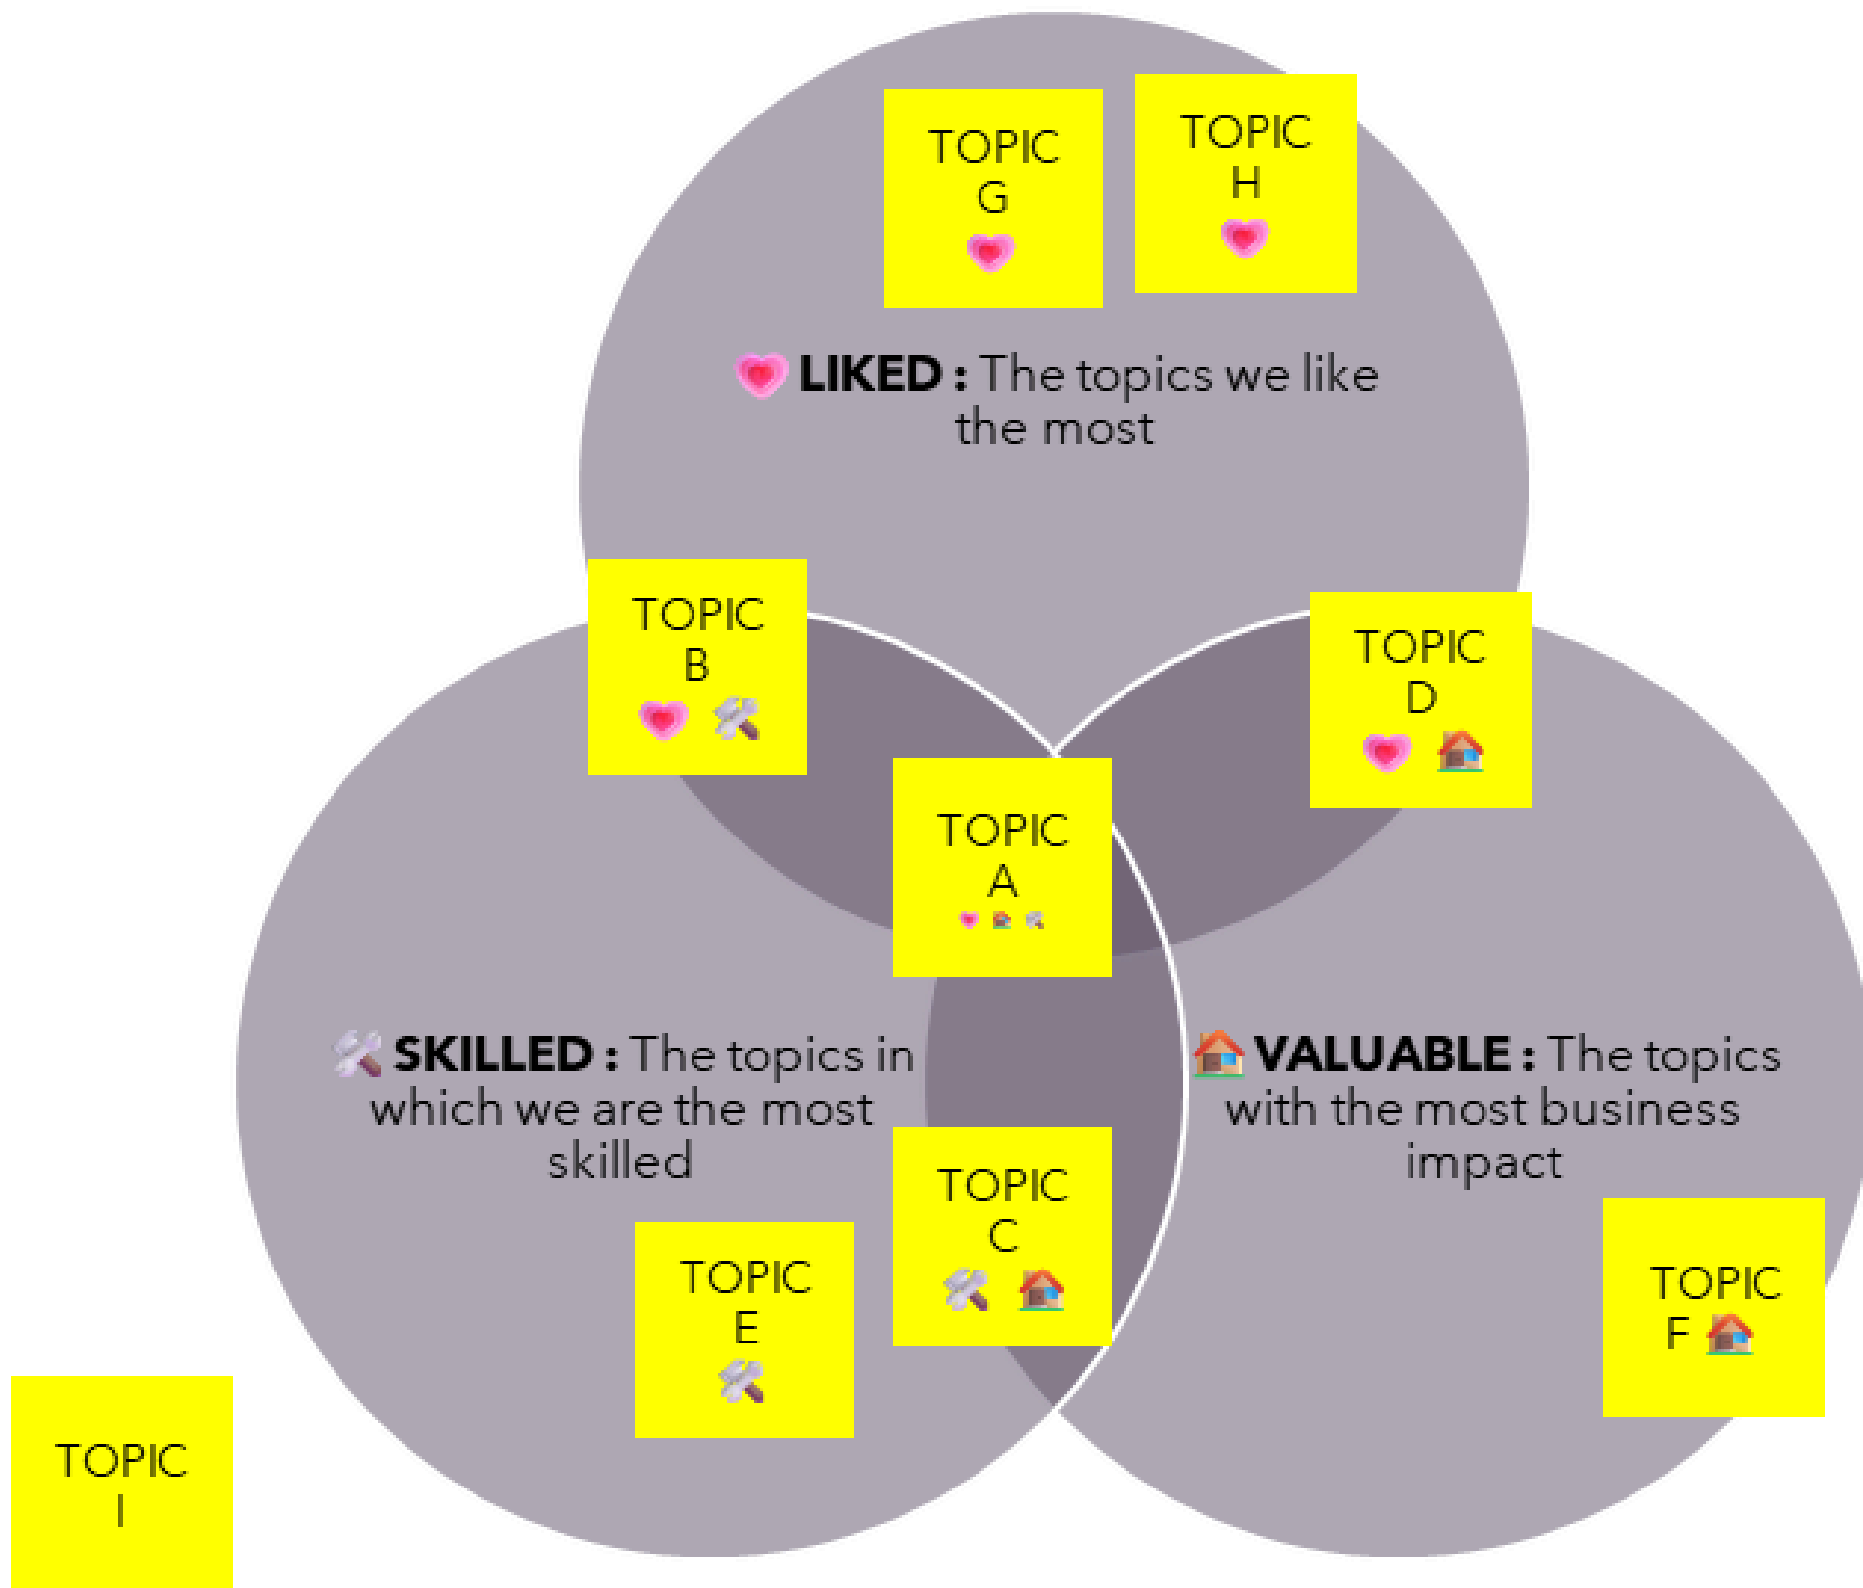 TOPIC
G
TOPIC
H
LIKED : The topics we like
the most
TOPIC
B
TOPIC
D
TOPIC
A
SKILLED : The topics in
which we are the most
skilled
VALUABLE : The topics
with the most business
impact
TOPIC
C
TOPIC
E
TOPIC
F
TOPIC
I